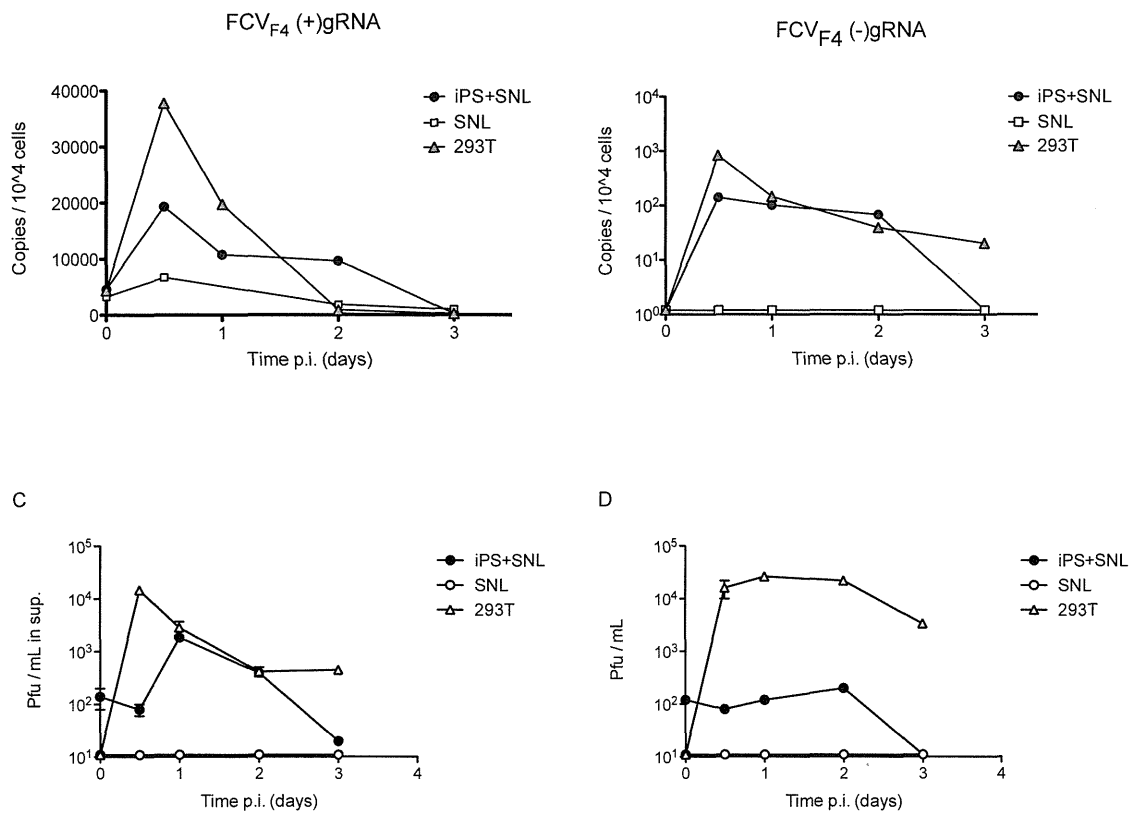 FCVF4 (+)gRNA
FCVF4 (-)gRNA
40000
30000
20000
10000
0
Copies / 10^4 cells
0 1 2 3
Time p.i. (days)
iPS+SNL
SNL
293T
10^4
10^3
10^2
10^1
10^0
Copies / 10^4 cells
0 1 2 3
Time p.i. (days)
iPS+SNL
SNL
293T
C
10^5
10^4
10^3
10^2
10^1
Pfu / mL in sup.
0 1 2 3 4
Time p.i. (days)
iPS+SNL
SNL
293T
D
10^5
10^4
10^3
10^2
10^1
Pfu / mL
0 1 2 3 4
Time p.i. (days)
iPS+SNL
SNL
293T